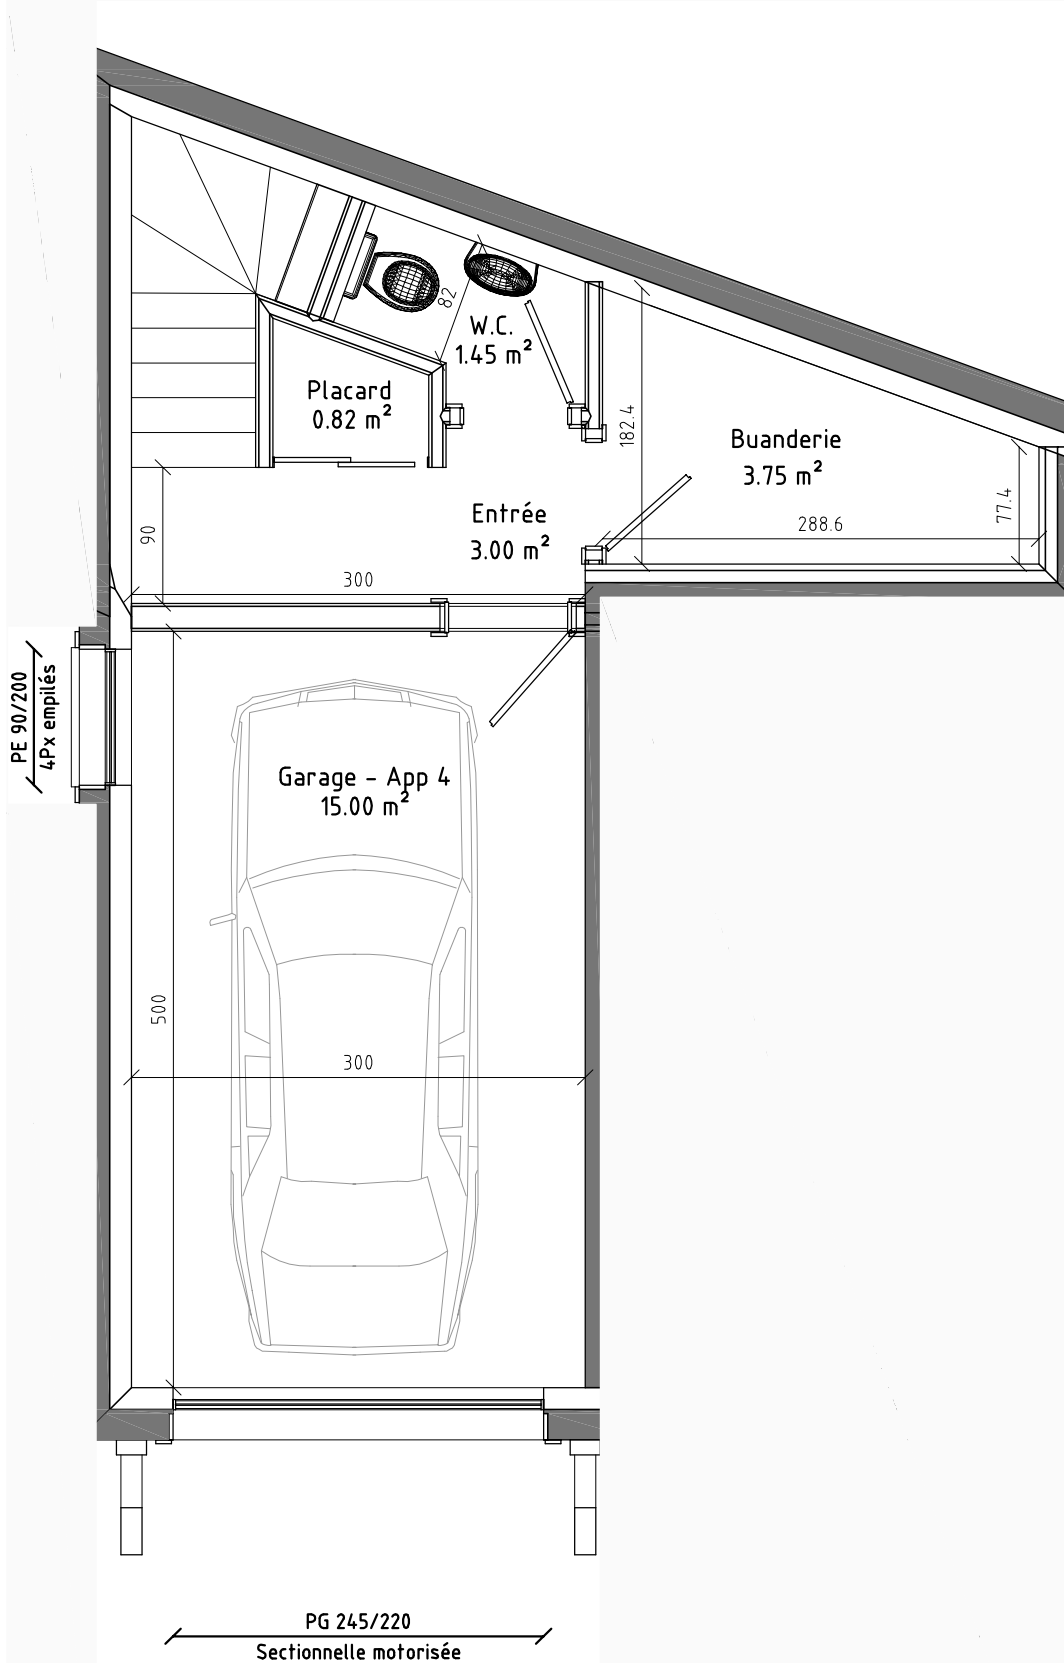 82
W.C.
1.45 m²
Placard
0.82 m²
182.4
Buanderie
3.75 m²
77.4
288.6
Entrée
3.00 m²
90
300
PE 90/200
4Px empilés
Garage - App 4
15.00 m²
500
300
PG 245/220
Sectionnelle motorisée